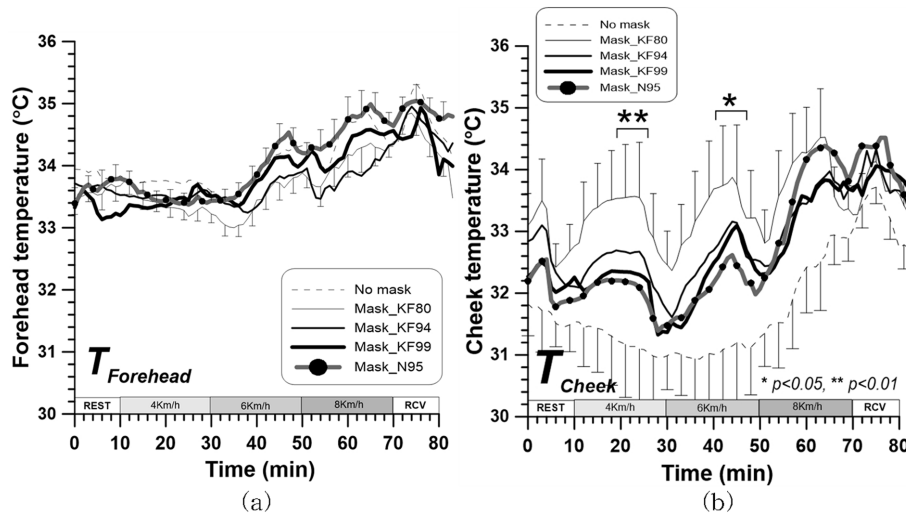 36
35
34
33
32
31
30
Forehead temperature (°C)
No mask
Mask_KF80
Mask_KF94
Mask_KF99
Mask_N95
T Forehead
REST 4Km/h 6Km/h 8Km/h RCV
0 10 20 30 40 50 60 70 80
Time (min)
(a)
No mask
Mask_KF80
Mask_KF94
Mask_KF99
Mask_N95
36
35
34
33
32
31
30
Cheek temperature (°C)
**
*
T Cheek
* p<0.05, ** p<0.01
REST 4Km/h 6Km/h 8Km/h RCV
0 10 20 30 40 50 60 70 80
Time (min)
(b)